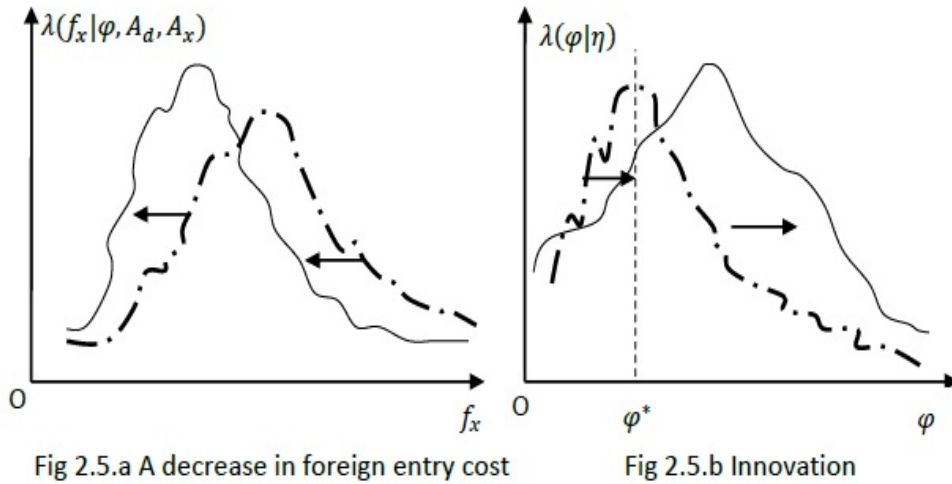 λ(f_x|φ, A_d, A_x)
O
f_x
Fig 2.5.a A decrease in foreign entry cost
λ(φ|η)
O
φ*
φ
Fig 2.5.b Innovation